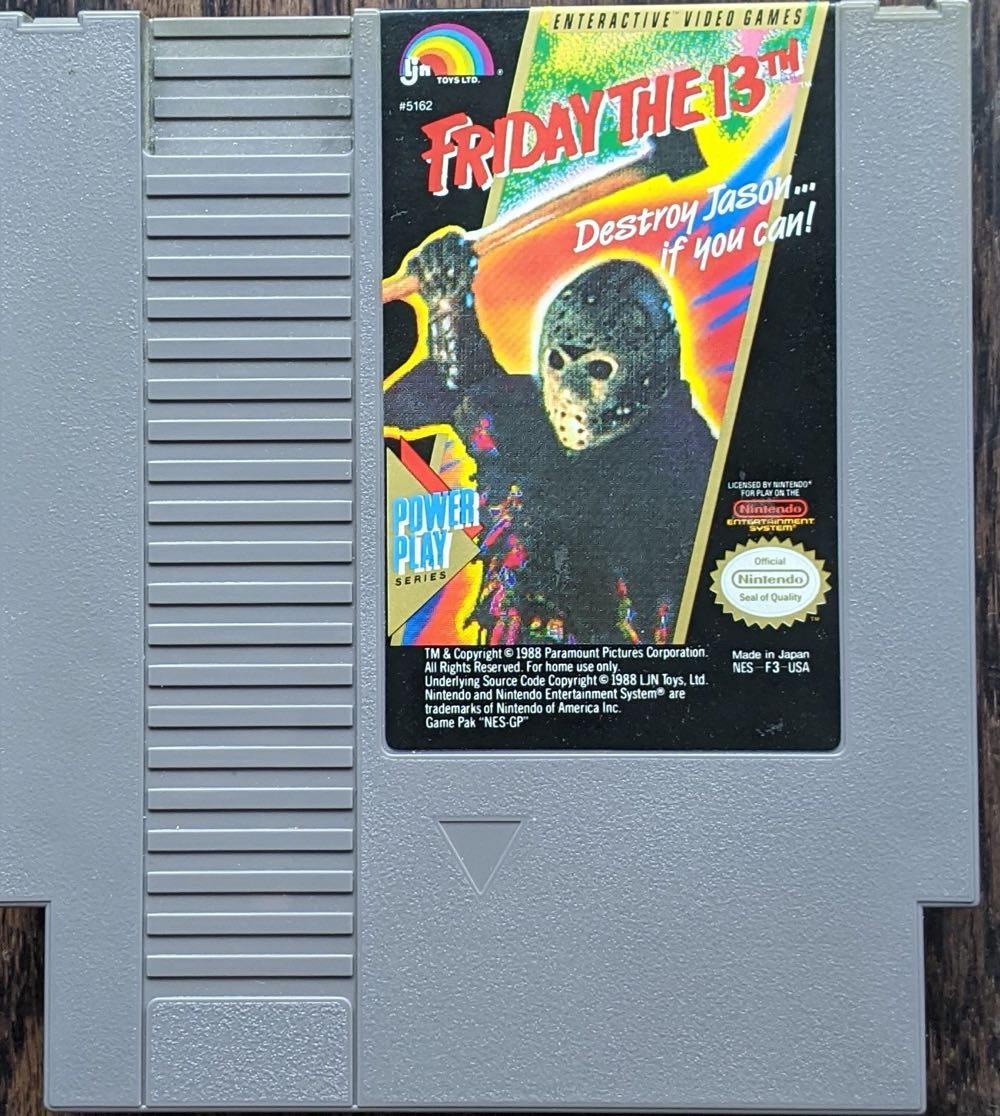 ENTERACTIVE™ VIDEO GAMES
LJN
TOYS LTD.®
#5162
FRIDAY THE 13TH™
Destroy Jason...
if you can!
POWER
PLAY
SERIES
LICENSED BY NINTENDO®
FOR PLAY ON THE
Nintendo
ENTERTAINMENT
SYSTEM®
Official
Nintendo
Seal of Quality
TM
TM & Copyright © 1988 Paramount Pictures Corporation.
All Rights Reserved. For home use only.
Underlying Source Code Copyright © 1988 LJN Toys, Ltd.
Nintendo and Nintendo Entertainment System® are
trademarks of Nintendo of America Inc.
Game Pak "NES-GP"
Made in Japan
NES-F3-USA